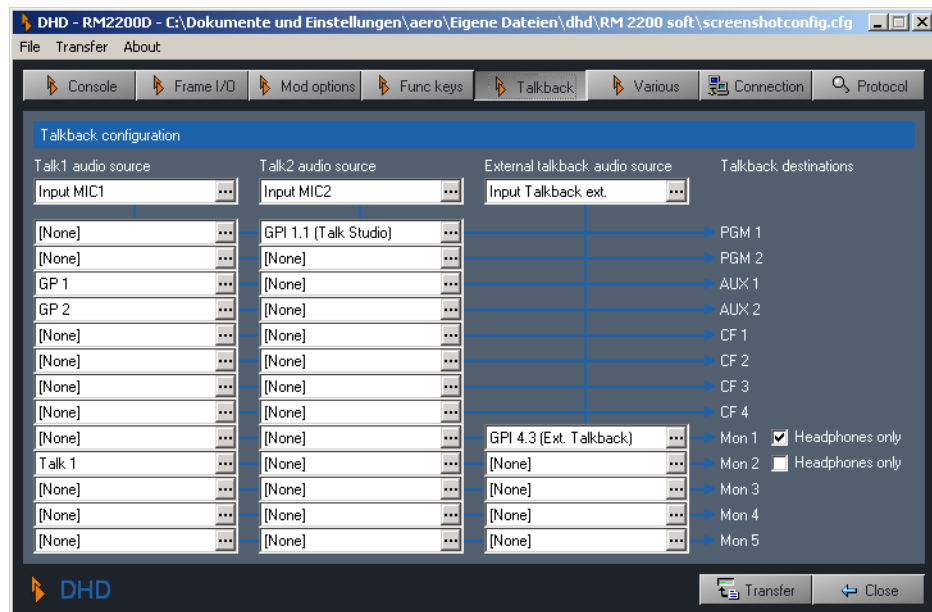 DHD - RM2200D - C:\Dokumente und Einstellungen\aero\Eigene Dateien\dhd\RM 2200 soft\screenshotconfig.cfg
File Transfer About
Console Frame I/O Mod options Func keys Talkback Various Connection Protocol
Talkback configuration
Talk1 audio source Talk2 audio source External talkback audio source Talkback destinations
Input MIC1 ... Input MIC2 ... Input Talkback ext. ...
[None] ... GPI 1.1 (Talk Studio) ... PGM 1
[None] ... [None] ... PGM 2
GP 1 ... [None] ... AUX 1
GP 2 ... [None] ... AUX 2
[None] ... [None] ... CF 1
[None] ... [None] ... CF 2
[None] ... [None] ... CF 3
[None] ... [None] ... CF 4
[None] ... [None] ... GPI 4.3 (Ext. Talkback) ... Mon 1 Headphones only
Talk 1 ... [None] ... [None] ... Mon 2 Headphones only
[None] ... [None] ... [None] ... Mon 3
[None] ... [None] ... [None] ... Mon 4
[None] ... [None] ... [None] ... Mon 5
DHD Transfer Close